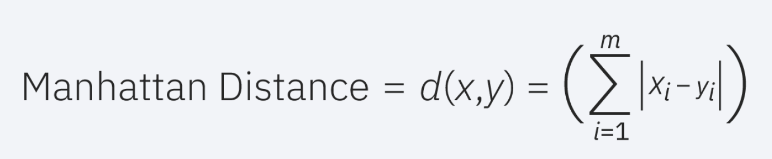 Manhattan Distance = d(x,y) = (∑_{i=1}^{m} |x_i − y_i|)